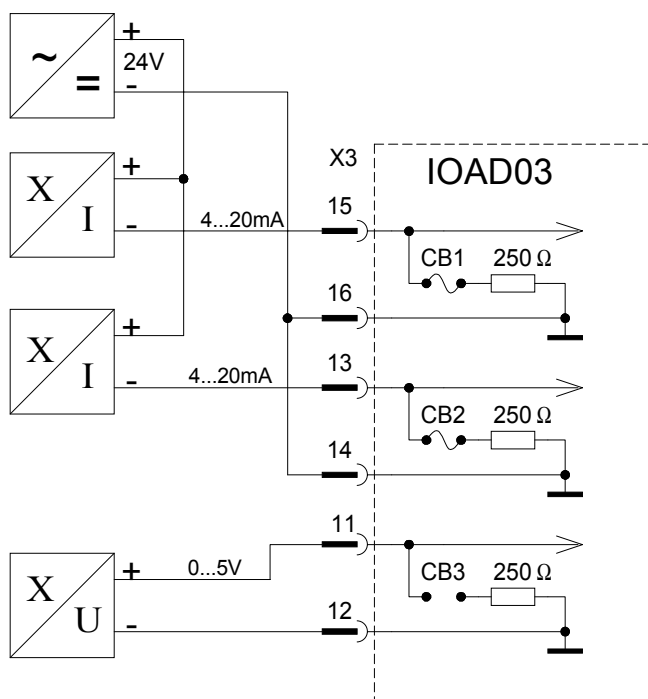 +
~ 24V
= -
X3 IOAD03
X +
15
I - 4...20mA
CB1 250 Ω
16
X +
13
I - 4...20mA
CB2 250 Ω
14
11
X + 0...5V
CB3 250 Ω
12
U -